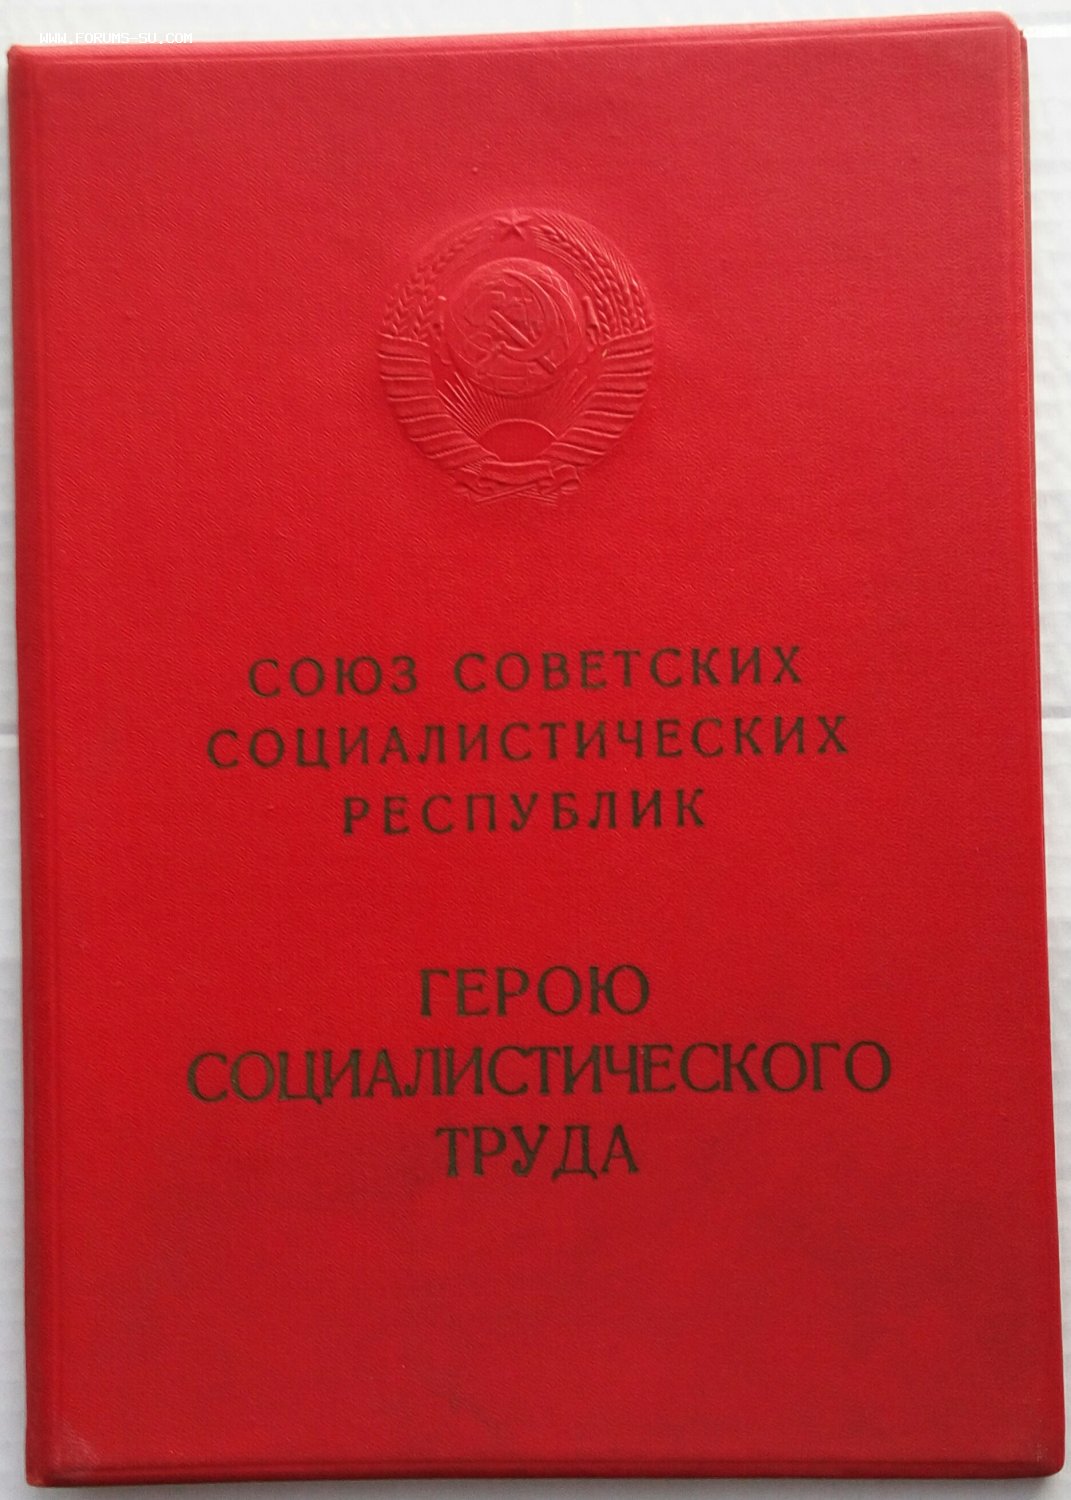 WWW.FORUMS-SU.COM
СОЮЗ СОВЕТСКИХ
СОЦИАЛИСТИЧЕСКИХ
РЕСПУБЛИК
ГЕРОЮ
СОЦИАЛИСТИЧЕСКОГО
ТРУДА